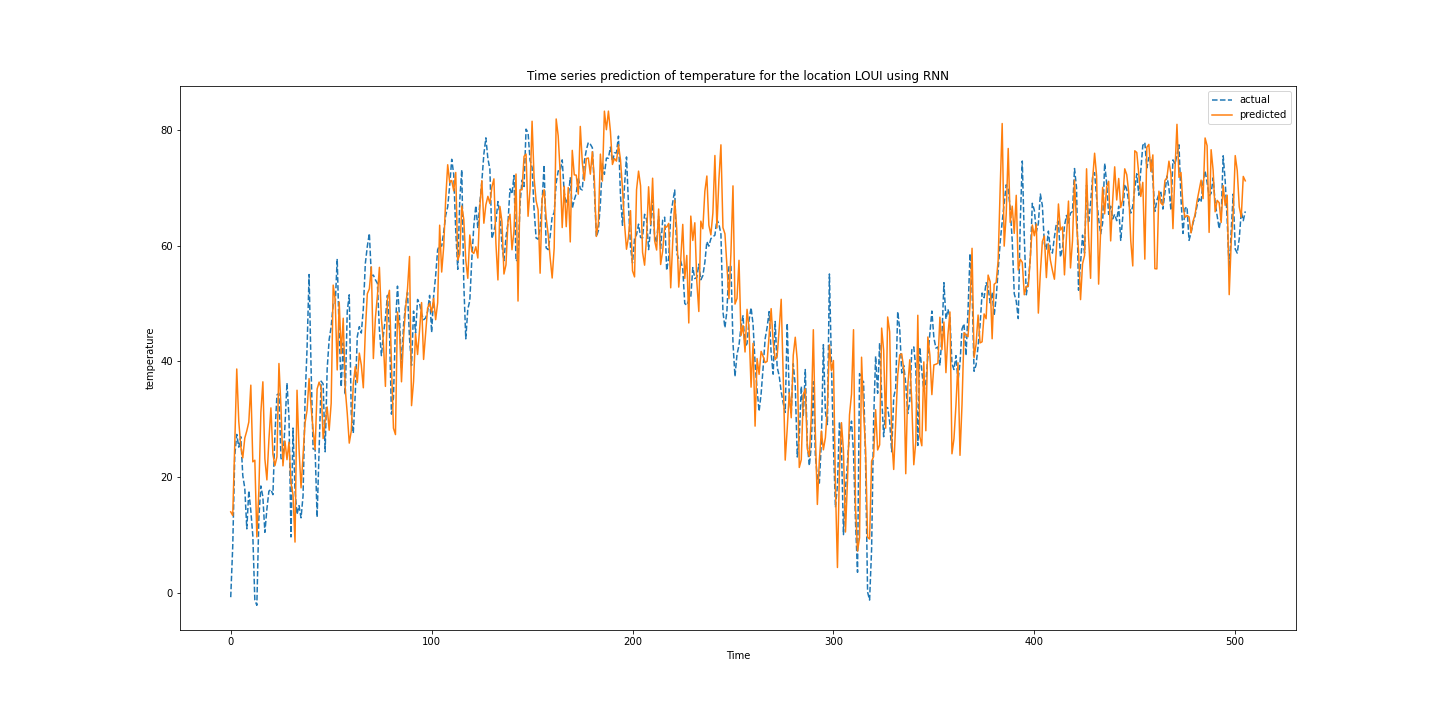 Time series prediction of temperature for the location LOUI using RNN
actual
predicted
80
60
40
20
0
temperature
0 100 200 300 400 500
Time